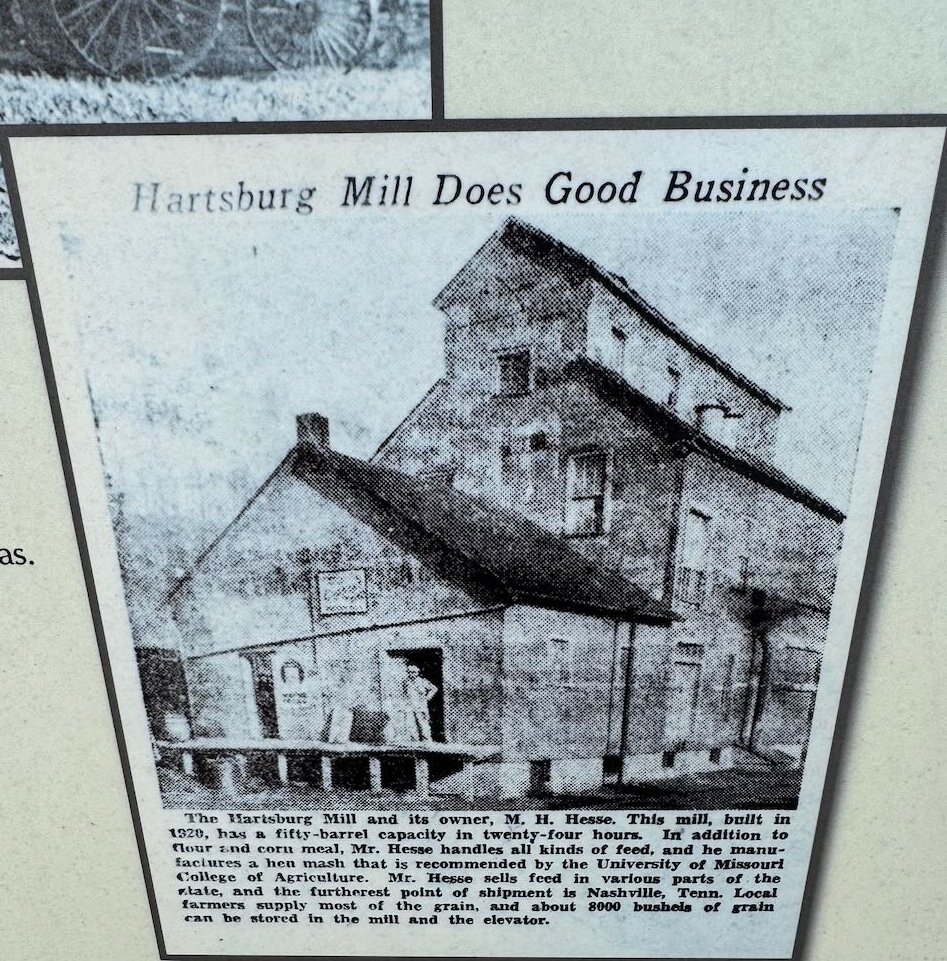 Hartsburg Mill Does Good Business
as.
The Hartsburg Mill and its owner, M. H. Hesse. This mill, built in
1920, has a fifty-barrel capacity in twenty-four hours. In addition to
flour and corn meal, Mr. Hesse handles all kinds of feed, and he manu-
factures a hen mash that is recommended by the University of Missouri
College of Agriculture. Mr. Hesse sells feed in various parts of the
state, and the furtherest point of shipment is Nashville, Tenn. Local
farmers supply most of the grain, and about 8000 bushels of grain
can be stored in the mill and the elevator.